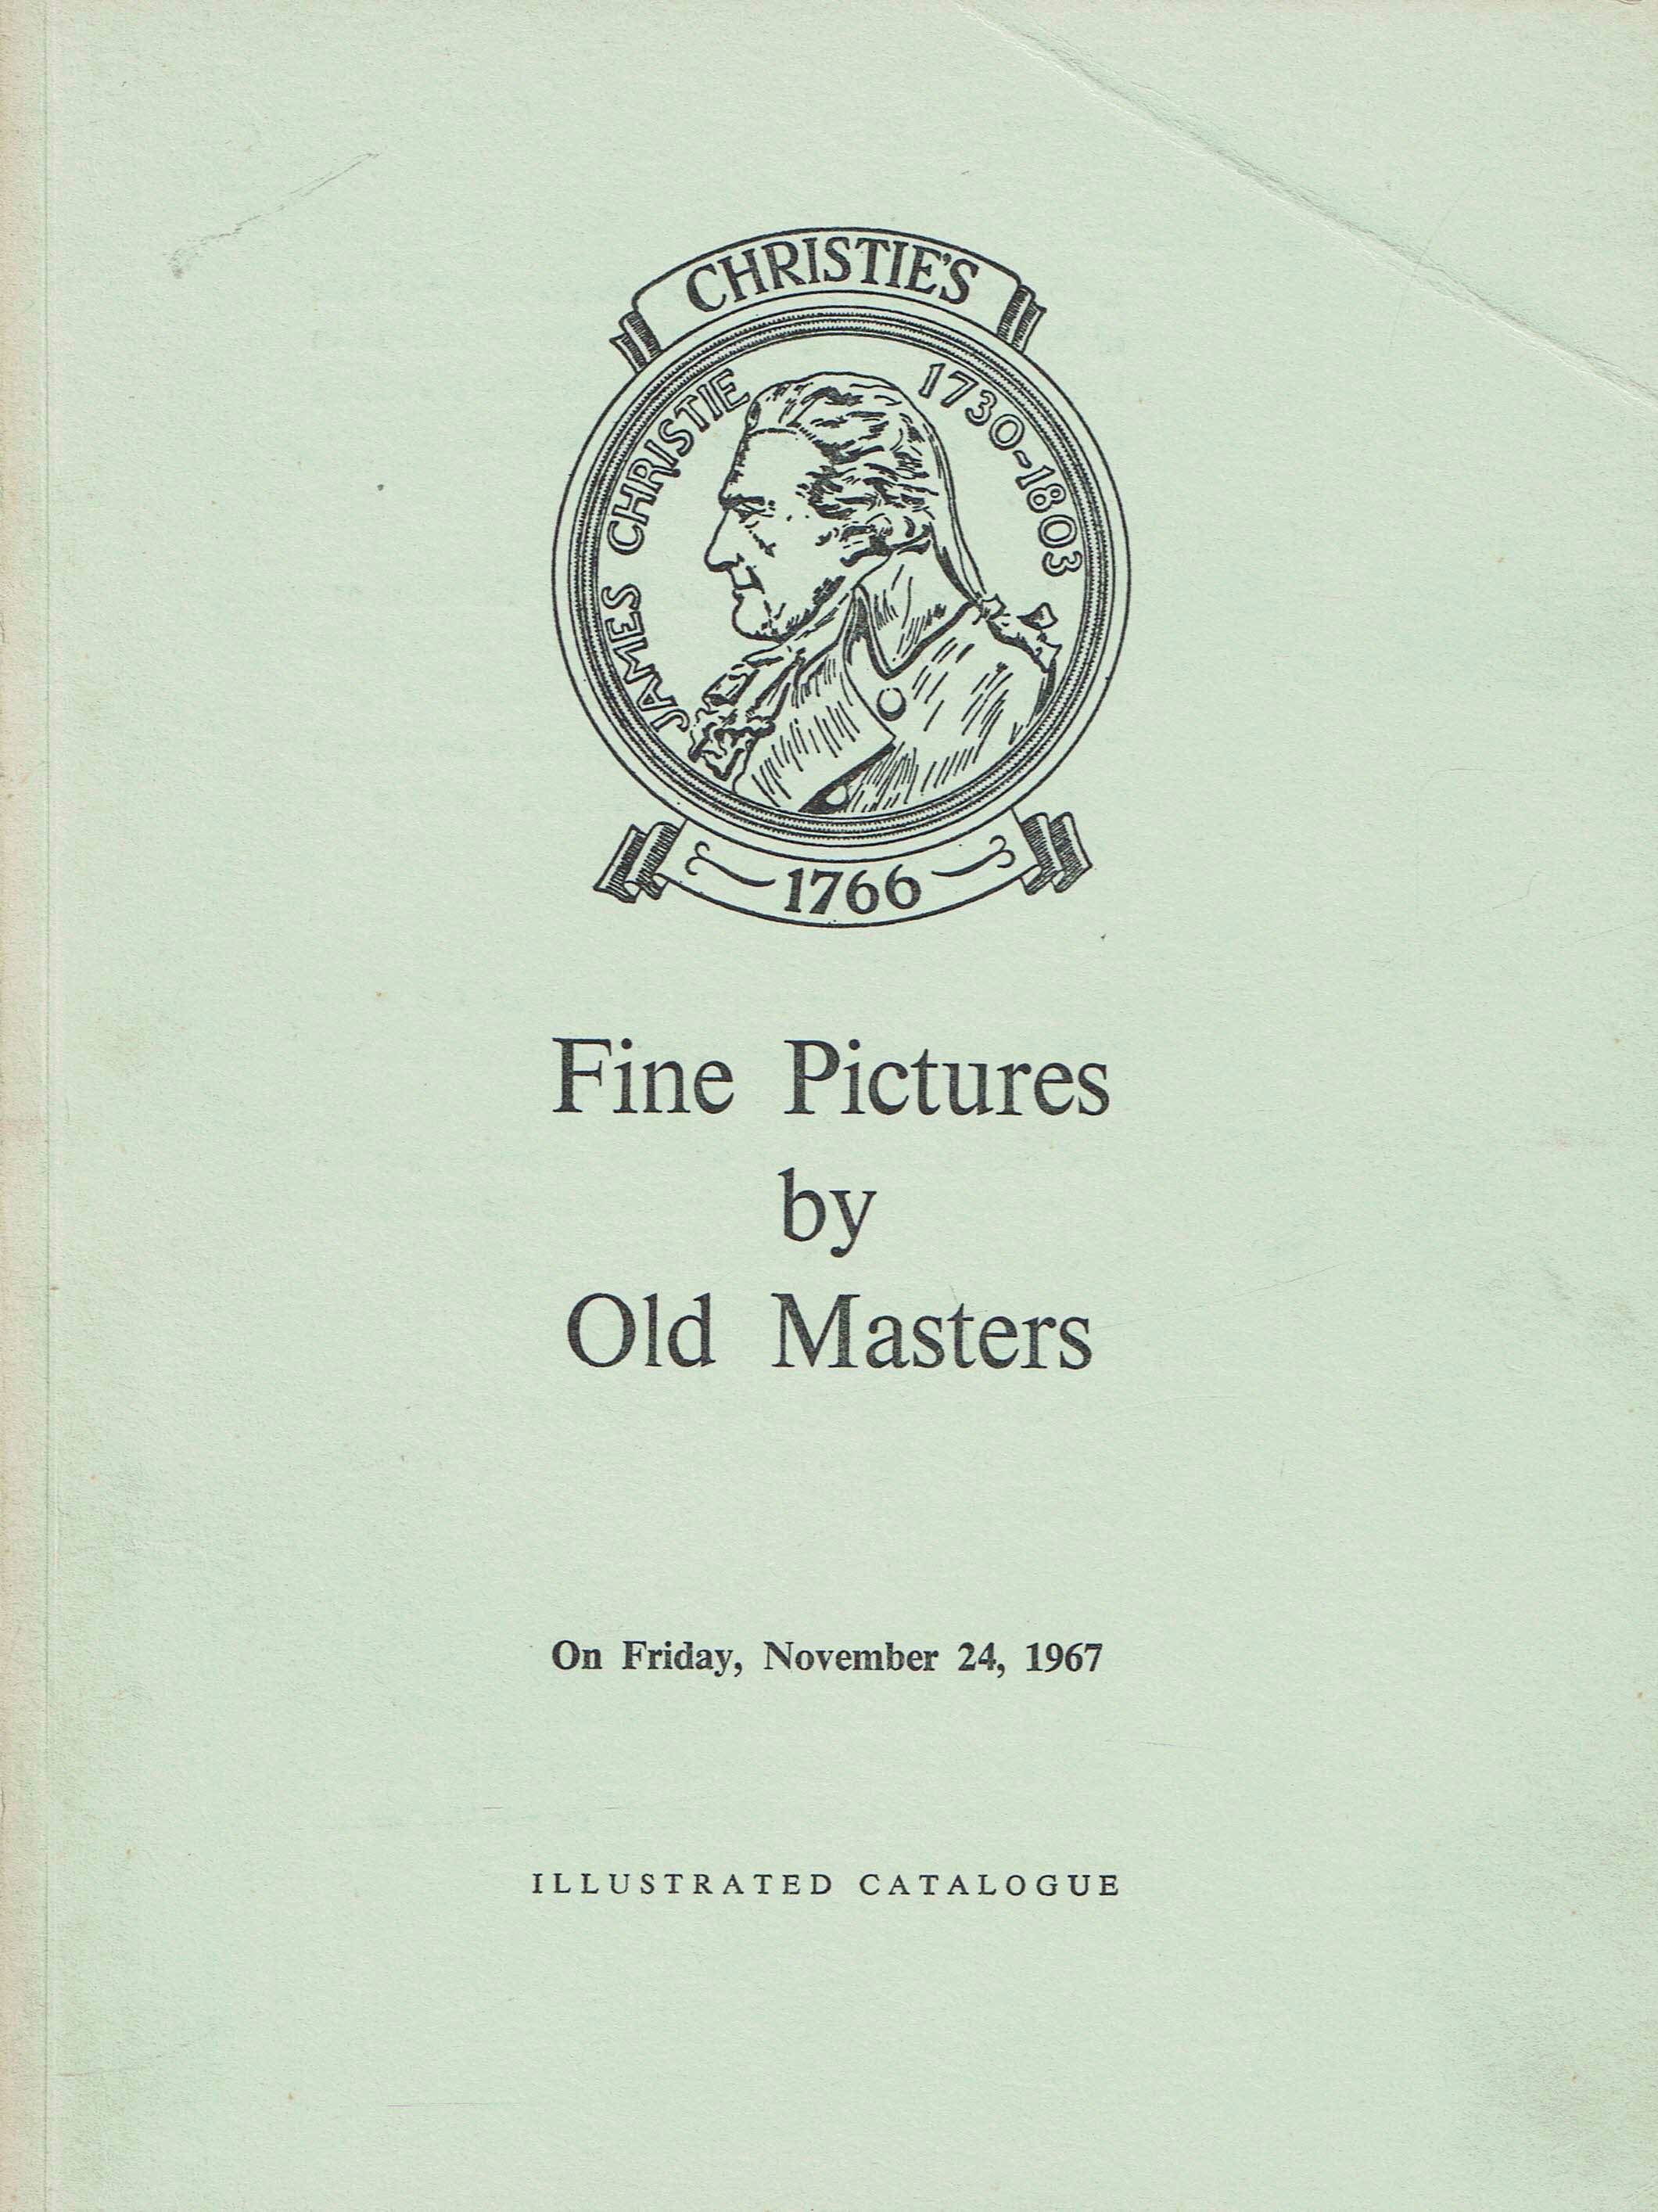 CHRISTIE'S
JAMES CHRISTIE 1730-1803
1766
Fine Pictures
by
Old Masters
On Friday, November 24, 1967
ILLUSTRATED CATALOGUE